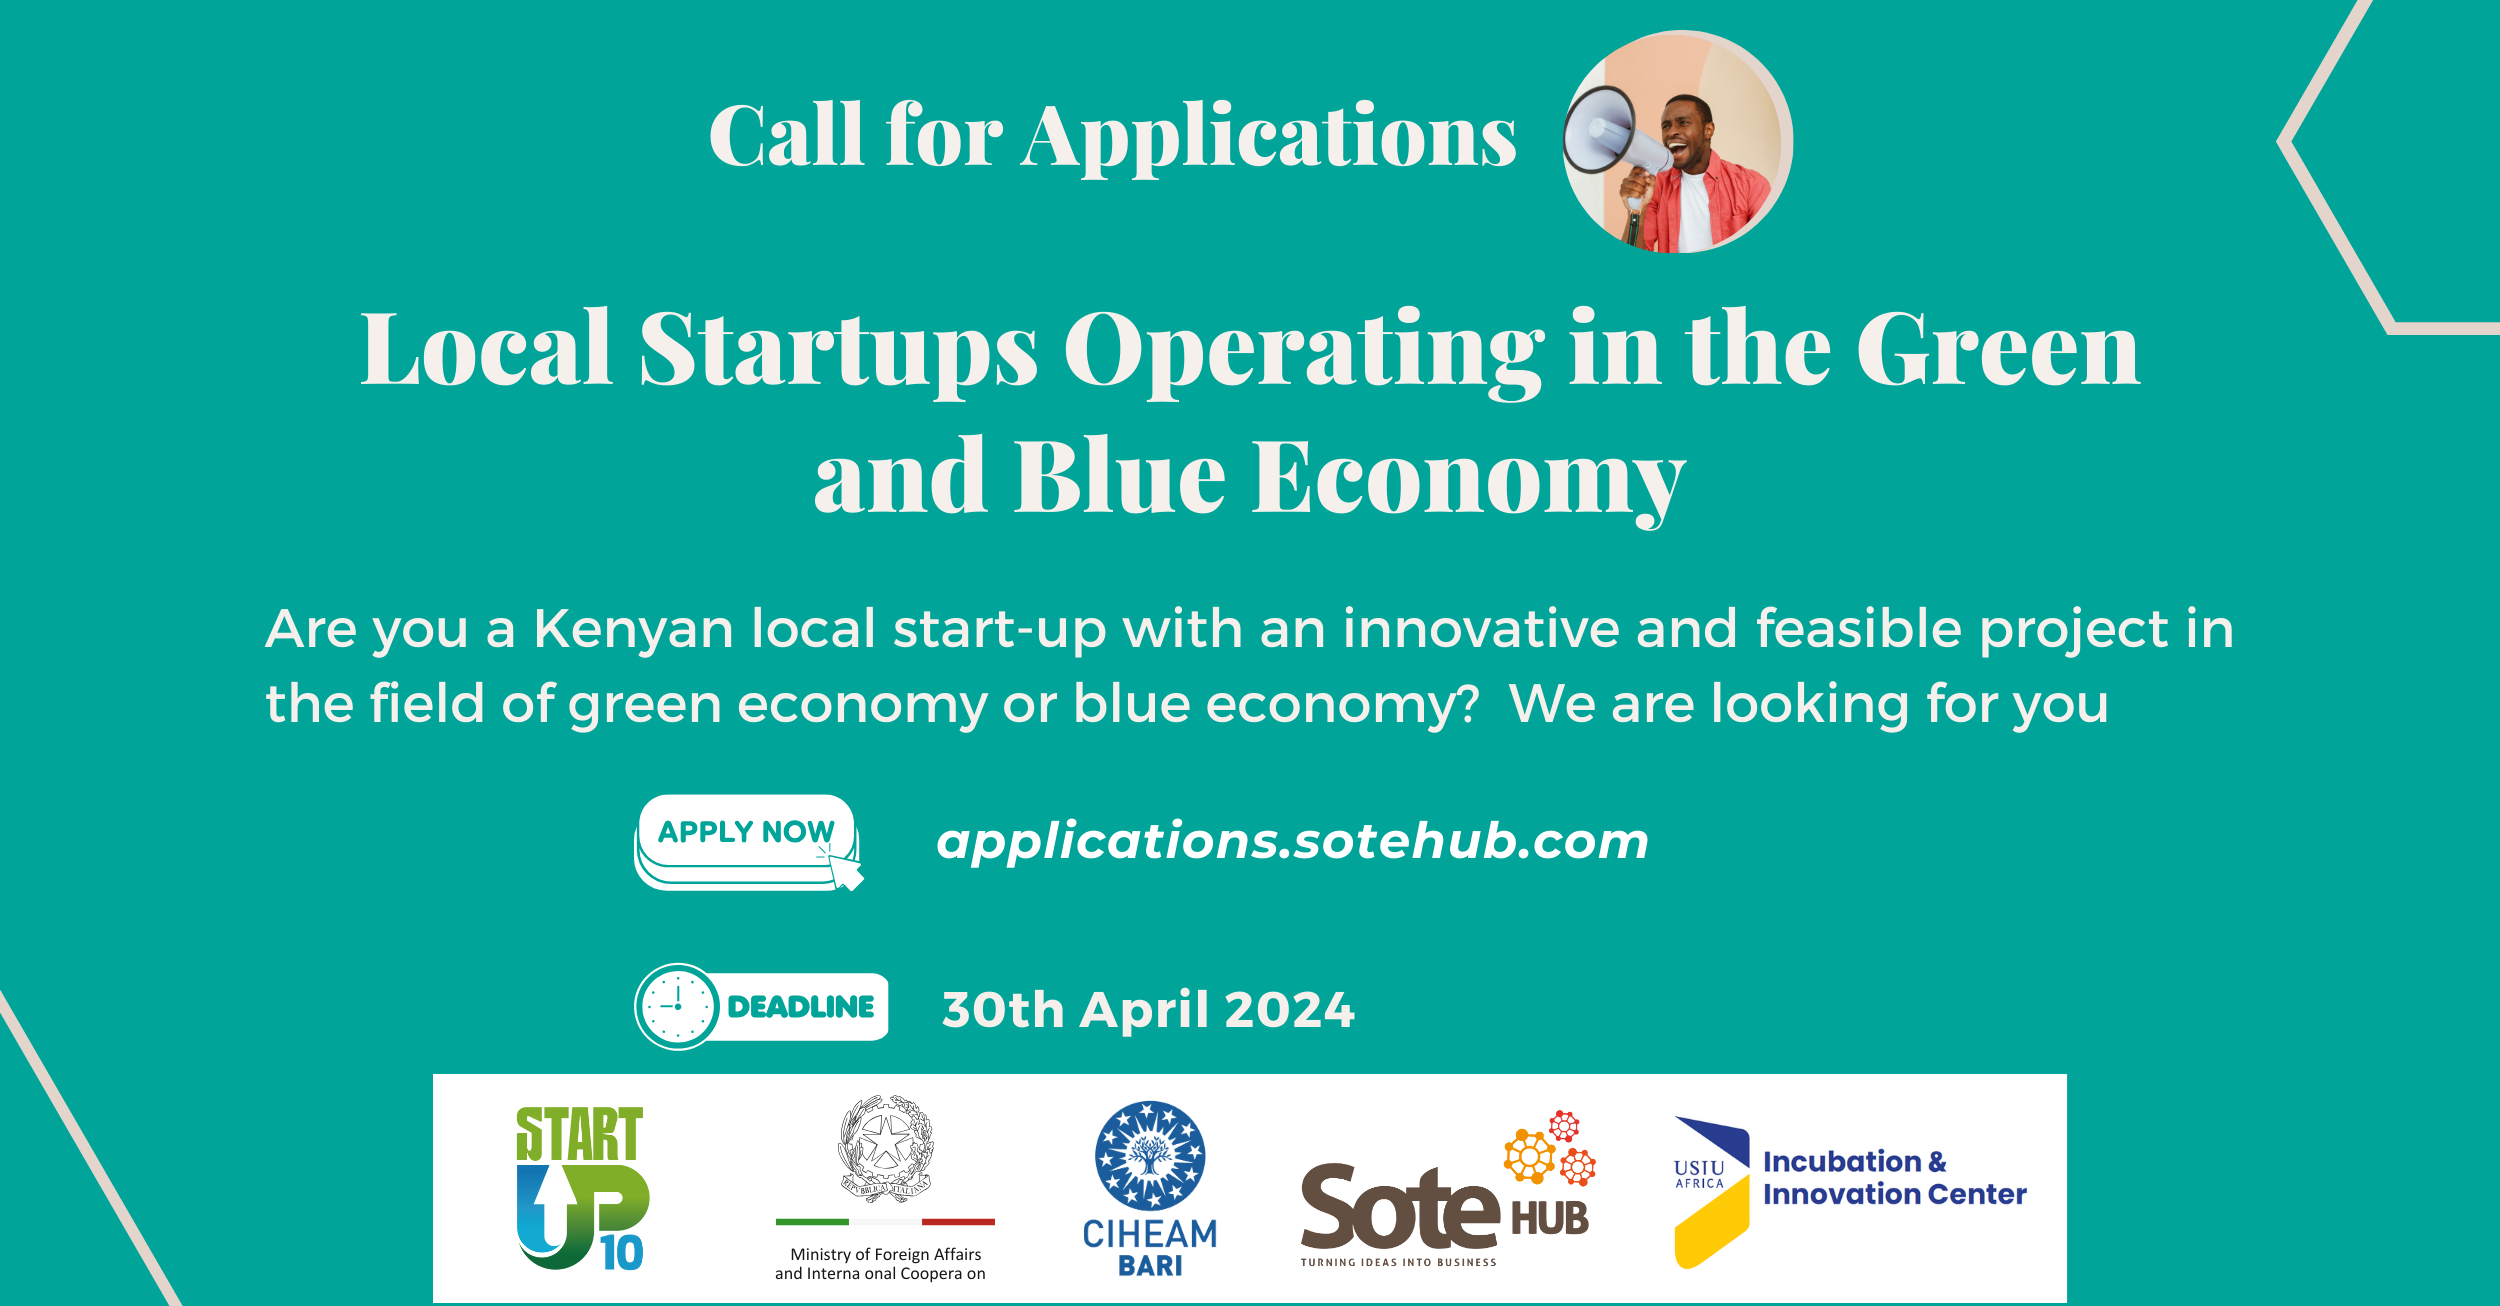 Call for Applications
Local Startups Operating in the Green
and Blue Economy
Are you a Kenyan local start-up with an innovative and feasible project in
the field of green economy or blue economy? We are looking for you
APPLY NOW
applications.sotehub.com
DEADLINE
30th April 2024
START
UP
10
REPVBBLICA ITALIANA
Ministry of Foreign Affairs
and Interna onal Coopera on
CIHEAM
BARI
Sote
HUB
TURNING IDEAS INTO BUSINESS
USIU
AFRICA
Incubation &
Innovation Center